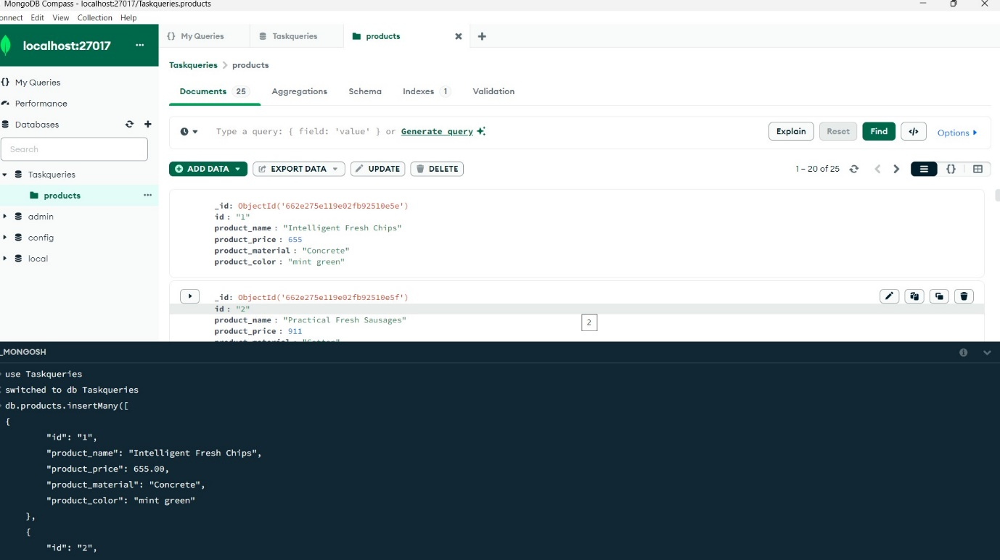 MongoDB Compass - localhost:27017/Taskqueries.products
onnect Edit View Collection Help
localhost:27017 ...
{} My Queries
Taskqueries
products
My Queries
Performance
Databases
Search
Taskqueries
products
admin
config
local
Taskqueries > products
Documents 25 Aggregations Schema Indexes 1 Validation
Type a query: { field: 'value' } or Generate query
Explain Reset Find </> Options
ADD DATA EXPORT DATA UPDATE DELETE
1 – 20 of 25 {}
_id: ObjectId('662e275e119e02fb92510e5e')
id : "1"
product_name : "Intelligent Fresh Chips"
product_price : 655
product_material : "Concrete"
product_color : "mint green"
_id: ObjectId('662e275e119e02fb92510e5f')
id : "2"
product_name : "Practical Fresh Sausages"
2
product_price : 911
product_material : "Cotton"
_MONGOSH
use Taskqueries
switched to db Taskqueries
db.products.insertMany([
{
"id": "1",
"product_name": "Intelligent Fresh Chips",
"product_price": 655.00,
"product_material": "Concrete",
"product_color": "mint green"
},
{
"id": "2",